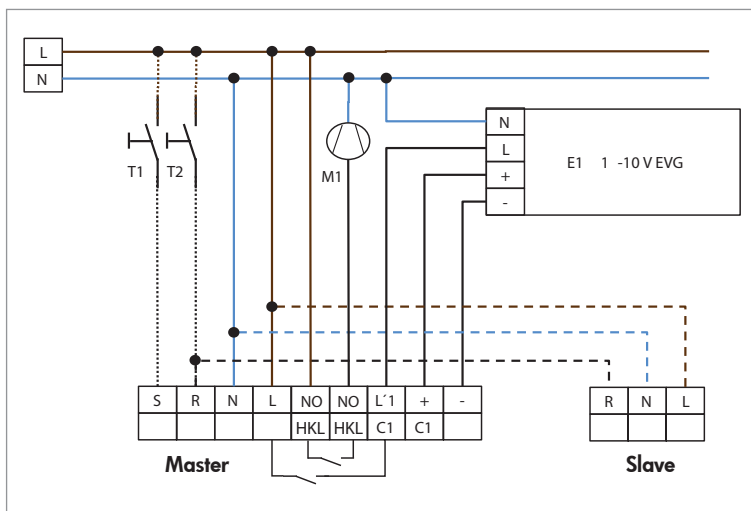 L
N
T1 T2 M1
N
L
+
-
E1 1 -10 V EVG
S R N L NO NO L´1 + -
HKL HKL C1 C1
R N L
Master
Slave